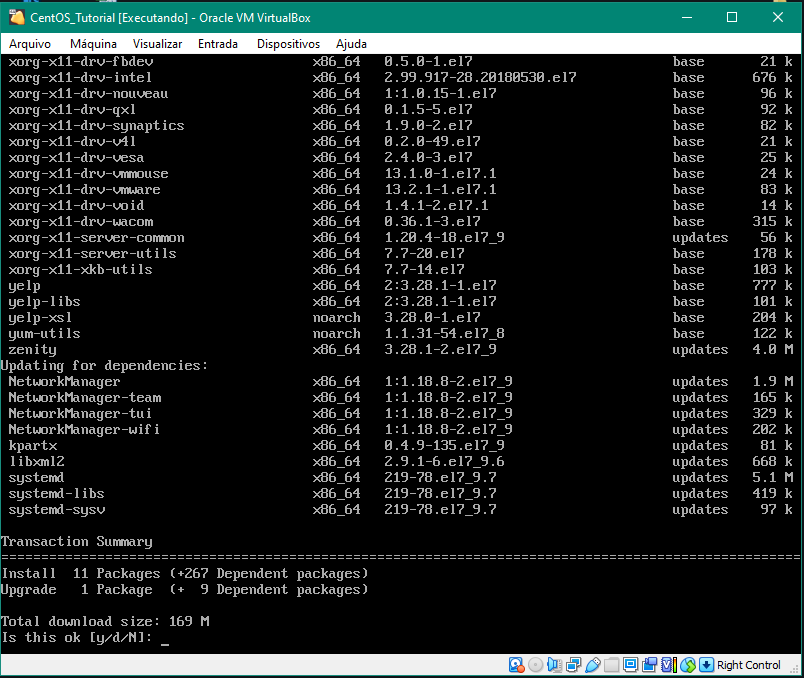 CentOS_Tutorial [Executando] - Oracle VM VirtualBox
Arquivo Máquina Visualizar Entrada Dispositivos Ajuda
xorg-x11-drv-fbdev x86_64 0.5.0-1.el7 base 21 k
xorg-x11-drv-intel x86_64 2.99.917-28.20180530.el7 base 676 k
xorg-x11-drv-nouveau x86_64 1:1.0.15-1.el7 base 96 k
xorg-x11-drv-qxl x86_64 0.1.5-5.el7 base 92 k
xorg-x11-drv-synaptics x86_64 1.9.0-2.el7 base 82 k
xorg-x11-drv-v4l x86_64 0.2.0-49.el7 base 21 k
xorg-x11-drv-vesa x86_64 2.4.0-3.el7 base 25 k
xorg-x11-drv-vmmouse x86_64 13.1.0-1.el7.1 base 24 k
xorg-x11-drv-vmware x86_64 13.2.1-1.el7.1 base 83 k
xorg-x11-drv-void x86_64 1.4.1-2.el7.1 base 14 k
xorg-x11-drv-wacom x86_64 0.36.1-3.el7 base 315 k
xorg-x11-server-common x86_64 1.20.4-18.el7_9 updates 56 k
xorg-x11-server-utils x86_64 7.7-20.el7 base 178 k
xorg-x11-xkb-utils x86_64 7.7-14.el7 base 103 k
yelp x86_64 2:3.28.1-1.el7 base 777 k
yelp-libs x86_64 2:3.28.1-1.el7 base 101 k
yelp-xsl noarch 3.28.0-1.el7 base 204 k
yum-utils noarch 1.1.31-54.el7_8 base 122 k
zenity x86_64 3.28.1-2.el7_9 updates 4.0 M
Updating for dependencies:
NetworkManager x86_64 1:1.18.8-2.el7_9 updates 1.9 M
NetworkManager-team x86_64 1:1.18.8-2.el7_9 updates 165 k
NetworkManager-tui x86_64 1:1.18.8-2.el7_9 updates 329 k
NetworkManager-wifi x86_64 1:1.18.8-2.el7_9 updates 202 k
kpartx x86_64 0.4.9-135.el7_9 updates 81 k
libxml2 x86_64 2.9.1-6.el7_9.6 updates 668 k
systemd x86_64 219-78.el7_9.7 updates 5.1 M
systemd-libs x86_64 219-78.el7_9.7 updates 419 k
systemd-sysv x86_64 219-78.el7_9.7 updates 97 k
Transaction Summary
====================================================================================================
Install 11 Packages (+267 Dependent packages)
Upgrade 1 Package (+ 9 Dependent packages)
Total download size: 169 M
Is this ok [y/d/N]: _
Right Control